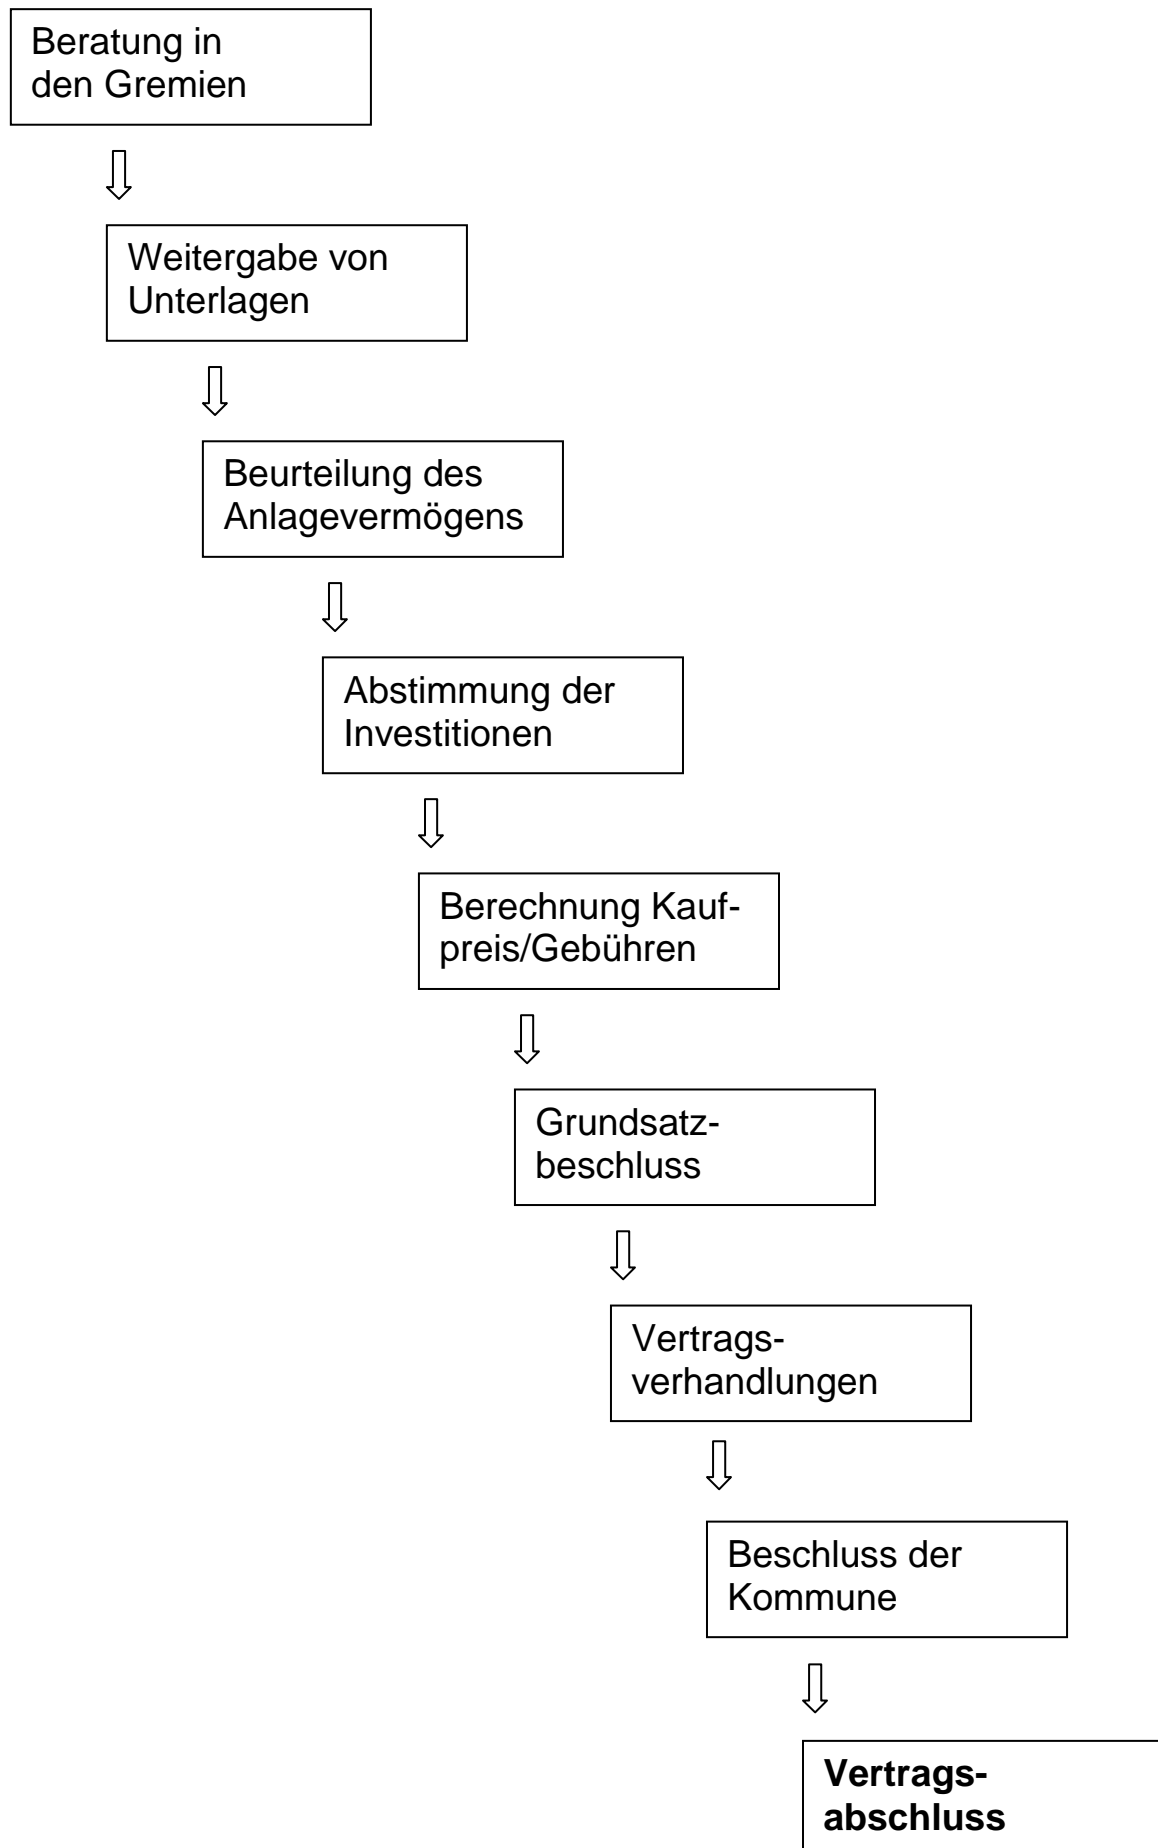 Beratung in
den Gremien
Weitergabe von
Unterlagen
Beurteilung des
Anlagevermögens
Abstimmung der
Investitionen
Berechnung Kauf-
preis/Gebühren
Grundsatz-
beschluss
Vertrags-
verhandlungen
Beschluss der
Kommune
Vertrags-
abschluss